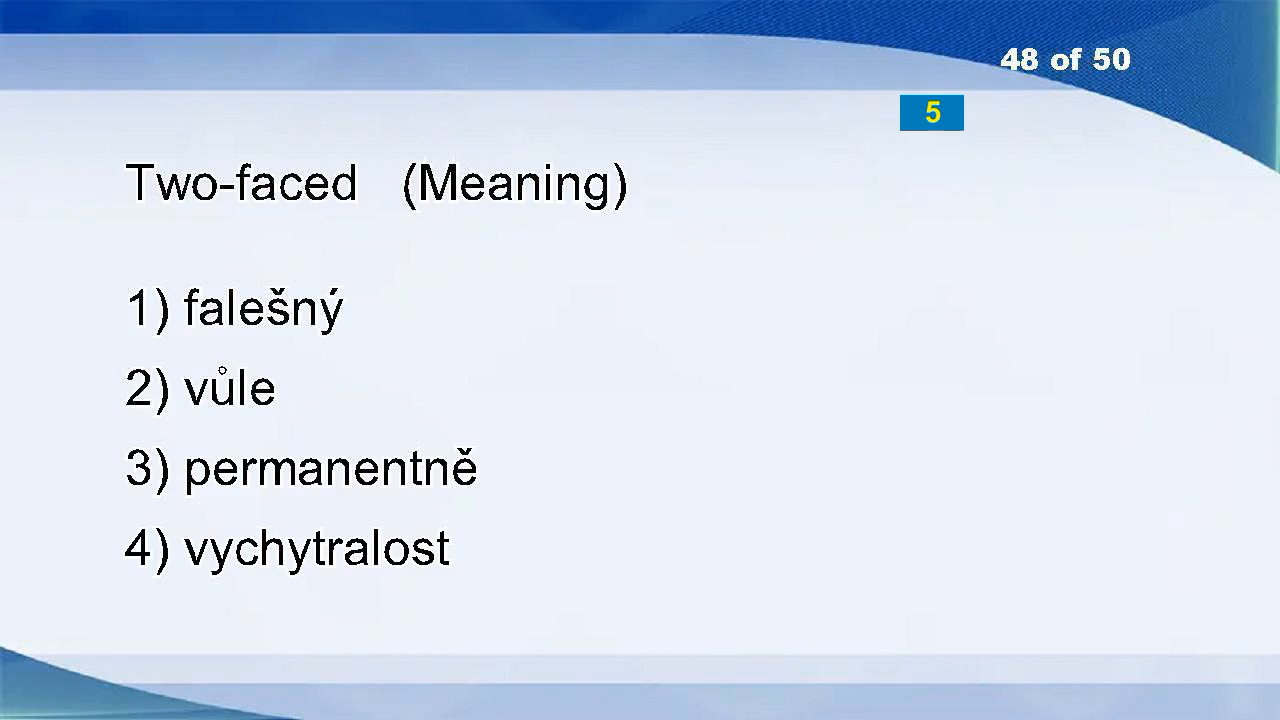 48 of 50
5
Two-faced (Meaning)
1) falešný
2) vůle
3) permanentně
4) vychytralost